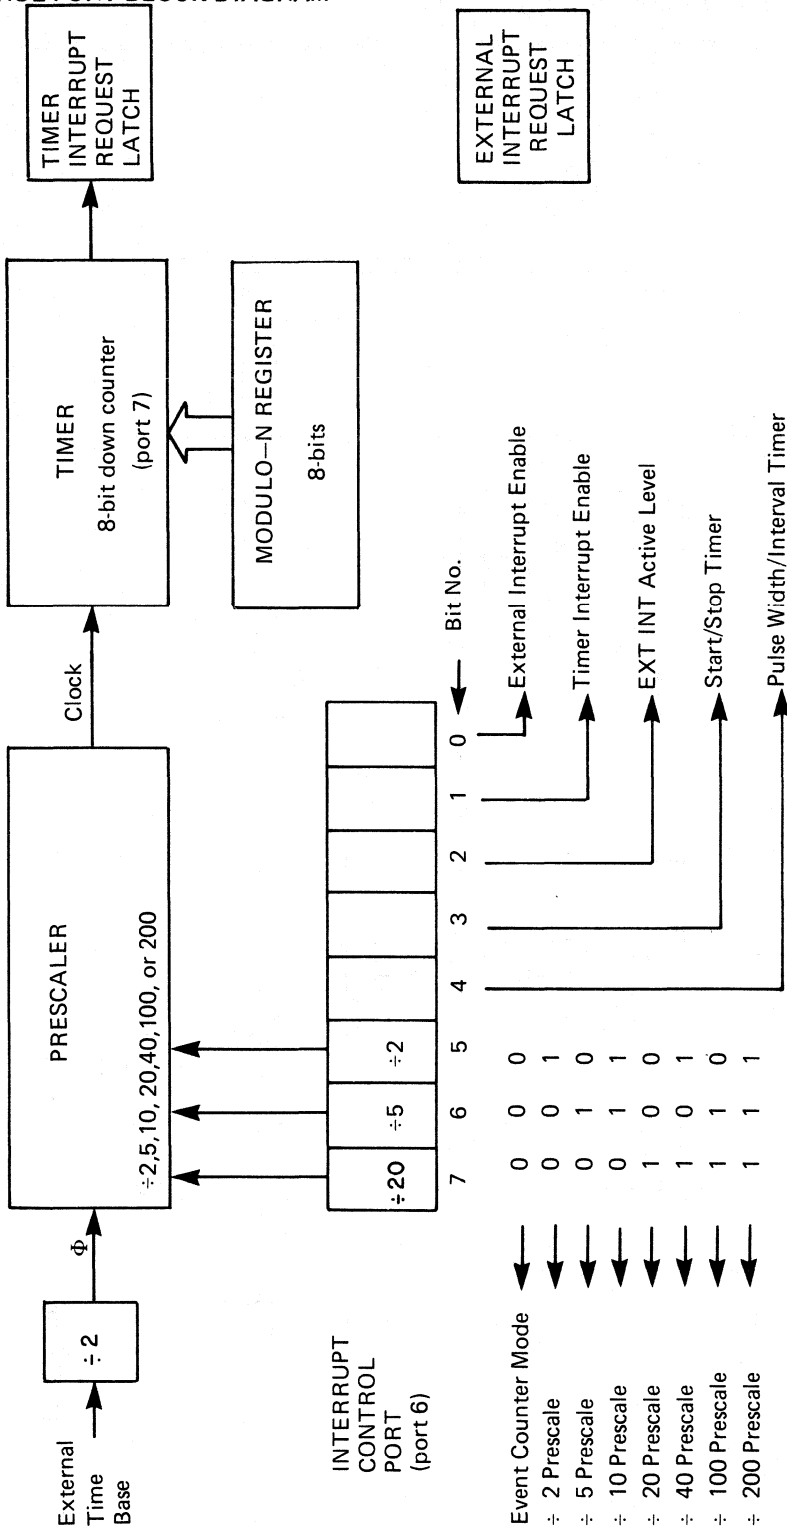 BLOCK DIAGRAM
External
Time
Base
÷ 2
Φ
PRESCALER
÷2,5,10, 20,40,100, or 200
Clock
TIMER
8-bit down counter
(port 7)
TIMER
INTERRUPT
REQUEST
LATCH
MODULO–N REGISTER
8-bits
EXTERNAL
INTERRUPT
REQUEST
LATCH
INTERRUPT
CONTROL
PORT
(port 6)
÷20 ÷5 ÷2
7 6 5 4 3 2 1 0 Bit No.
External Interrupt Enable
Timer Interrupt Enable
EXT INT Active Level
Start/Stop Timer
Pulse Width/Interval Timer
Event Counter Mode 0 0 0
÷ 2 Prescale 0 0 1
÷ 5 Prescale 0 1 0
÷ 10 Prescale 0 1 1
÷ 20 Prescale 1 0 0
÷ 40 Prescale 1 0 1
÷ 100 Prescale 1 1 0
÷ 200 Prescale 1 1 1